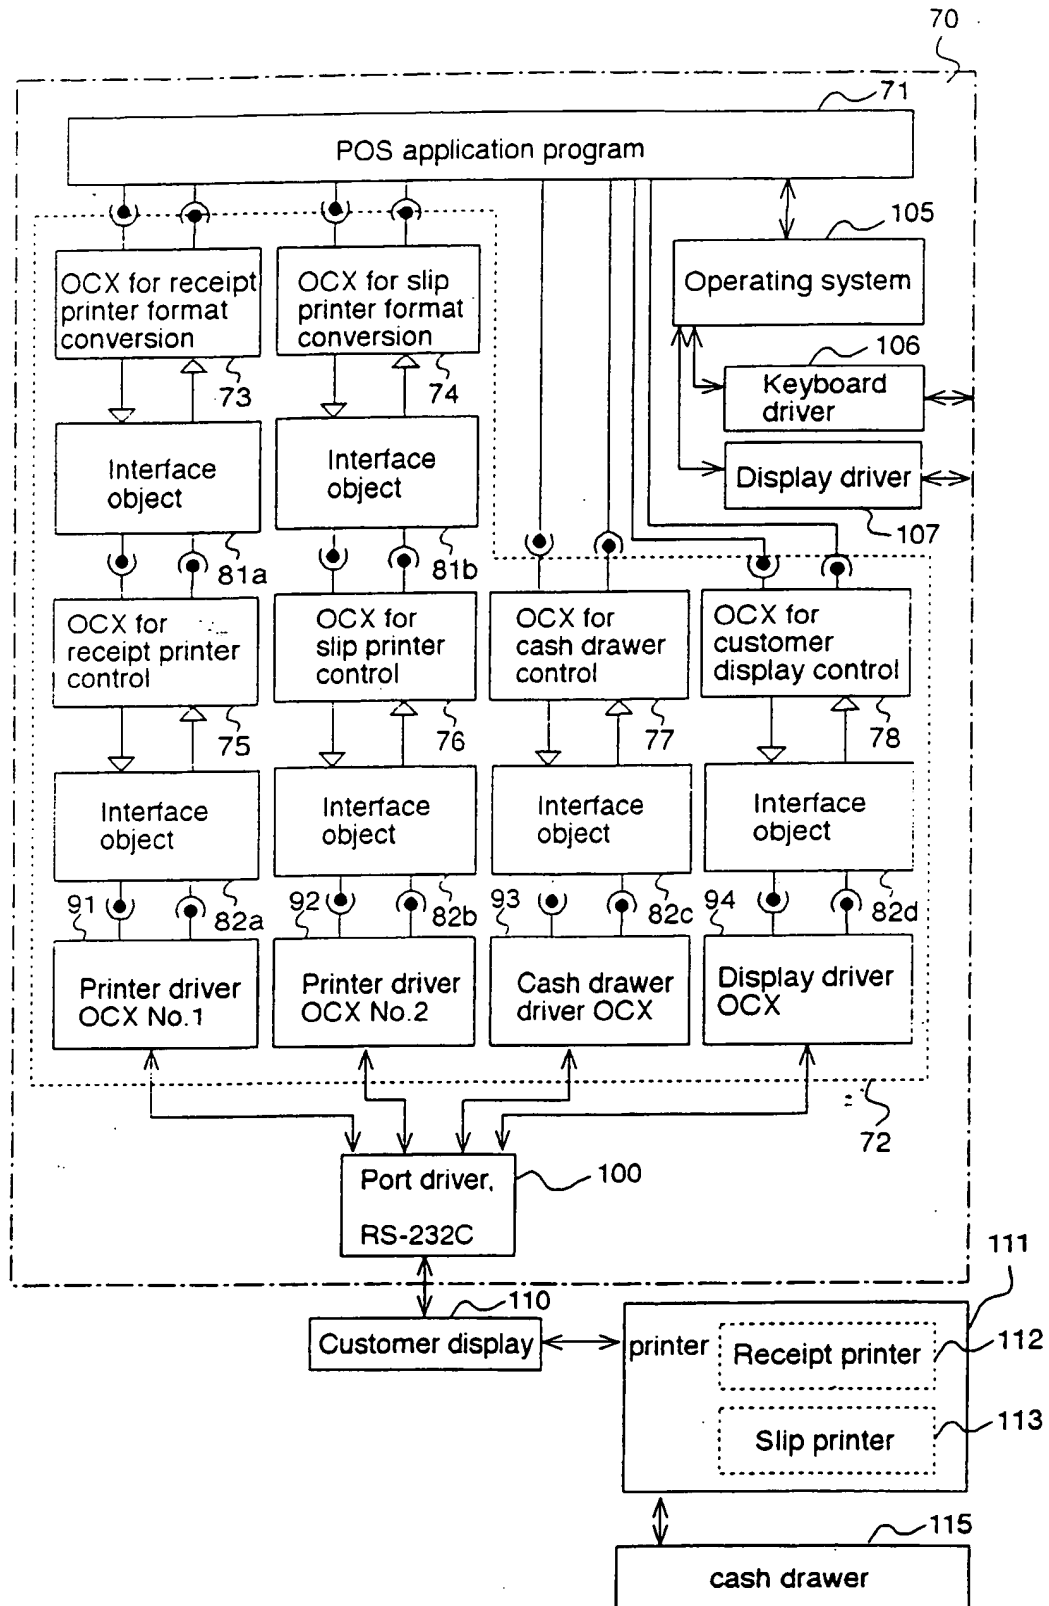 70
71
POS application program
105
Operating system
OCX for receipt
printer format
conversion
73
OCX for slip
printer format
conversion
74
106
Keyboard
driver
Display driver
107
Interface
object
81a
Interface
object
81b
OCX for
receipt printer
control
75
OCX for
slip printer
control
76
OCX for
cash drawer
control
77
OCX for
customer
display control
78
Interface
object
82a
Interface
object
82b
Interface
object
82c
Interface
object
82d
91
Printer driver
OCX No.1
92
Printer driver
OCX No.2
93
Cash drawer
driver OCX
94
Display driver
OCX
72
Port driver,
RS-232C
100
110
Customer display
111
printer
Receipt printer
112
Slip printer
113
115
cash drawer